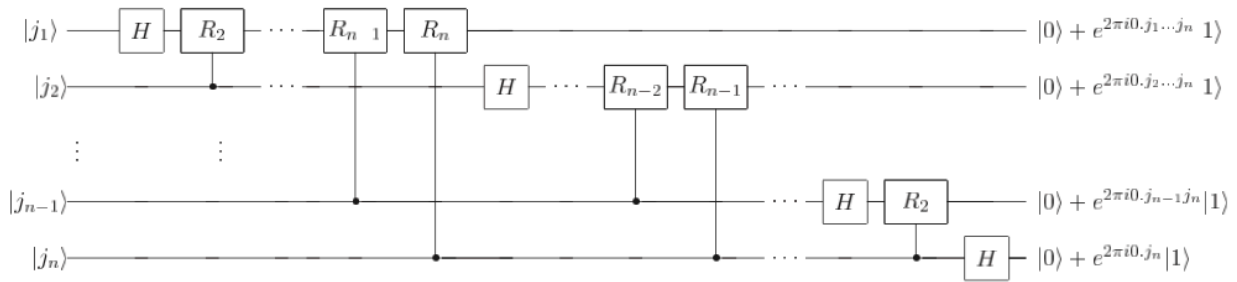 |j₁⟩ H R₂ ··· Rₙ ₁ Rₙ |0⟩ + e^{2πi0.j₁...jₙ} 1⟩
|j₂⟩ ··· H ··· Rₙ₋₂ Rₙ₋₁ ··· |0⟩ + e^{2πi0.j₂...jₙ} 1⟩
⋮ ⋮
|jₙ₋₁⟩ ··· H R₂ |0⟩ + e^{2πi0.jₙ₋₁jₙ}|1⟩
|jₙ⟩ ··· H |0⟩ + e^{2πi0.jₙ}|1⟩